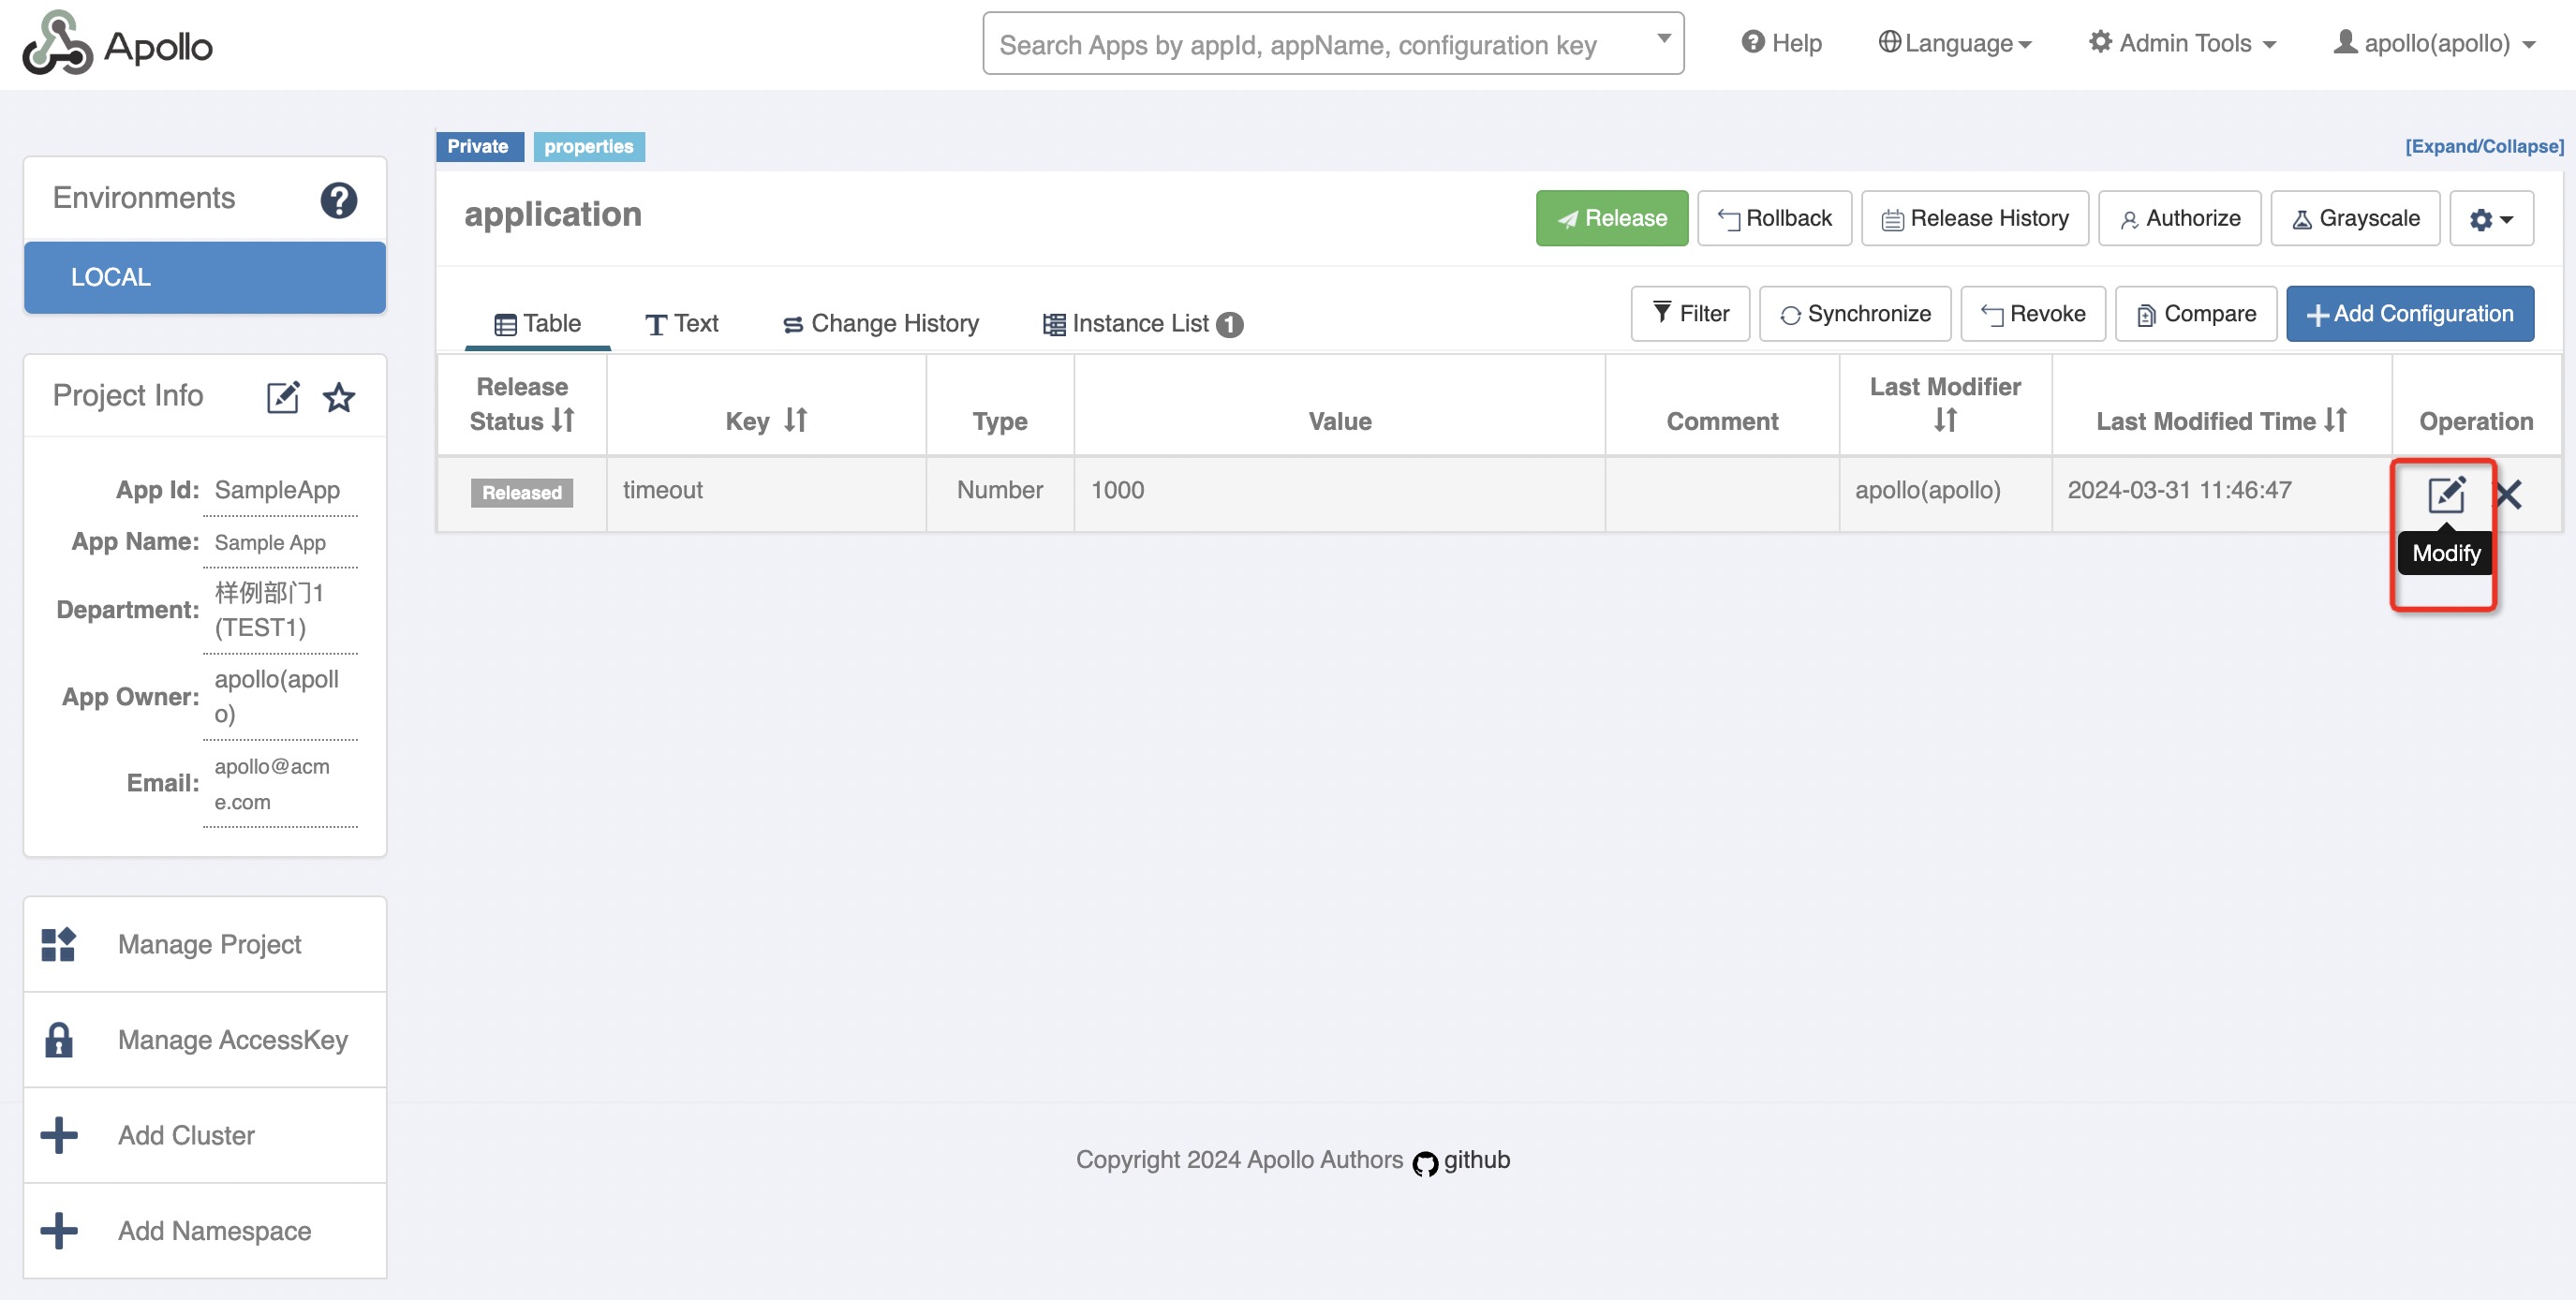 Apollo
Search Apps by appId, appName, configuration key
Help
Language
Admin Tools
apollo(apollo)
Private
properties
[Expand/Collapse]
Environments
LOCAL
application
Release
Rollback
Release History
Authorize
Grayscale
Table
Text
Change History
Instance List 1
Filter
Synchronize
Revoke
Compare
Add Configuration
Release
Status
Key
Type
Value
Comment
Last Modifier
Last Modified Time
Operation
Released
timeout
Number
1000
apollo(apollo)
2024-03-31 11:46:47
Modify
Project Info
App Id: SampleApp
App Name: Sample App
Department: 样例部门1
(TEST1)
App Owner: apollo(apoll
o)
Email: apollo@acm
e.com
Manage Project
Manage AccessKey
Add Cluster
Add Namespace
Copyright 2024 Apollo Authors github